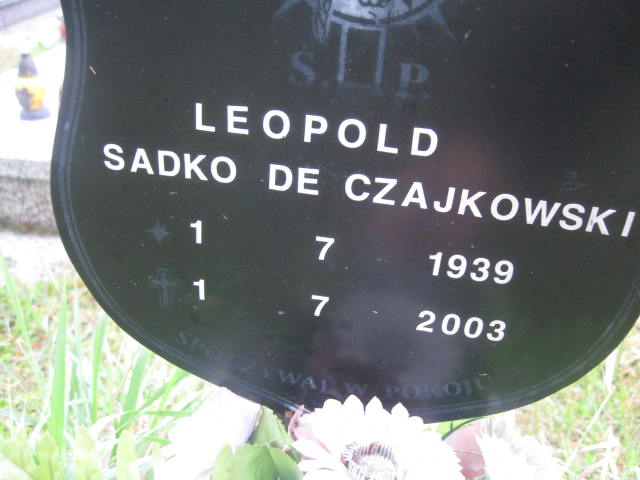 Ś. P.
LEOPOLD
SADKO DE CZAJKOWSKI
1 7 1939
1 7 2003
SPOCZYWAJ W POKOJU